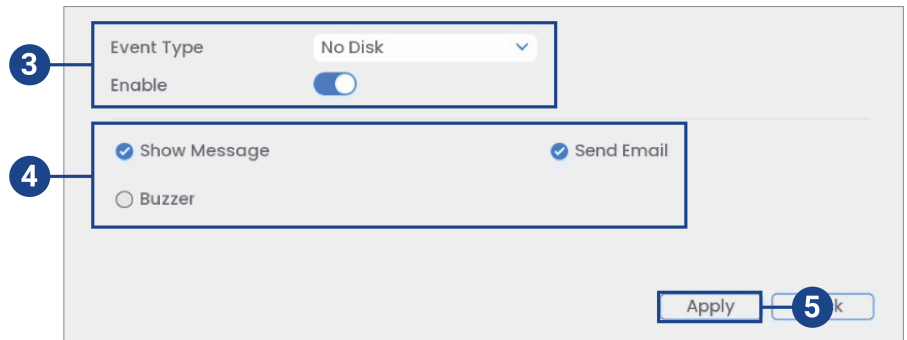 Event Type No Disk
3
Enable
Show Message Send Email
4
Buzzer
Apply 5